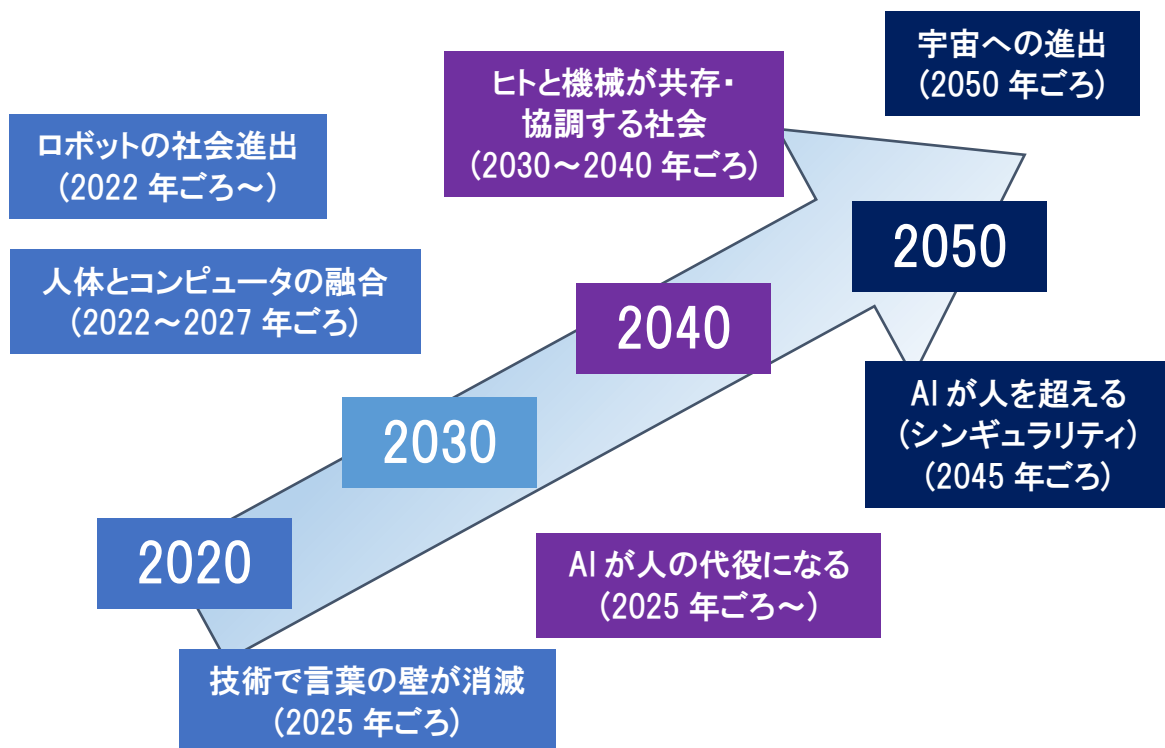 宇宙への進出
(2050 年ごろ)
ヒトと機械が共存・
協調する社会
(2030～2040 年ごろ)
ロボットの社会進出
(2022 年ごろ～)
2050
人体とコンピュータの融合
(2022～2027 年ごろ)
2040
AI が人を超える
(シンギュラリティ)
(2045 年ごろ)
2030
2020
AI が人の代役になる
(2025 年ごろ～)
技術で言葉の壁が消滅
(2025 年ごろ)